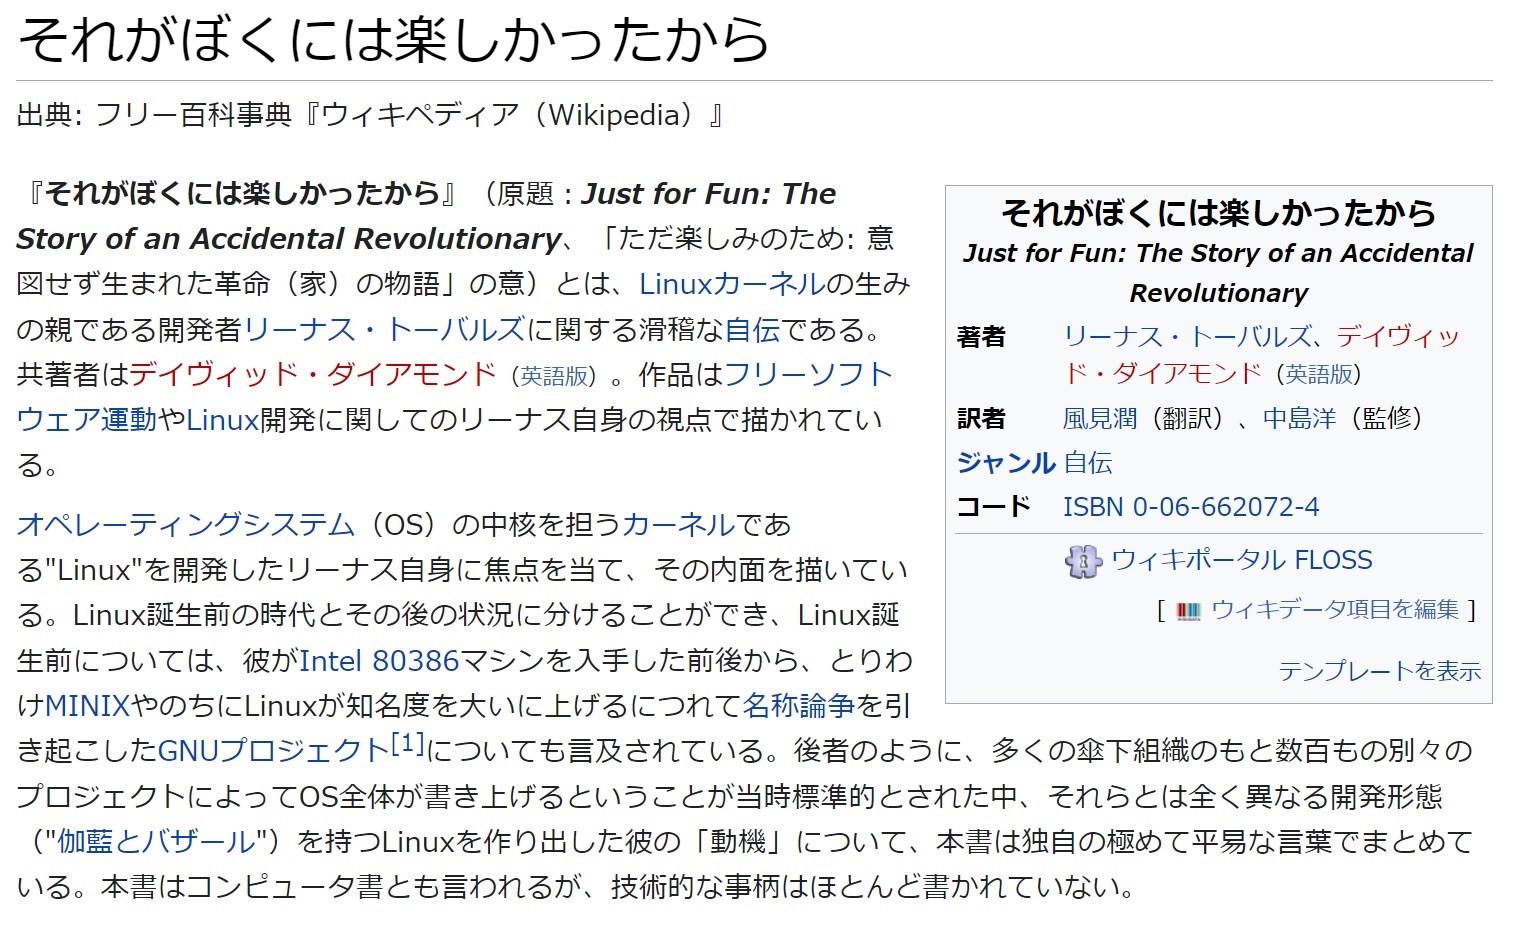 それがぼくには楽しかったから
出典: フリー百科事典『ウィキペディア（Wikipedia）』
『それがぼくには楽しかったから』（原題 : Just for Fun: The
Story of an Accidental Revolutionary、「ただ楽しみのため: 意
図せず生まれた革命（家）の物語」の意）とは、Linuxカーネルの生み
の親である開発者リーナス・トーバルズに関する滑稽な自伝である。
共著者はデイヴィッド・ダイアモンド（英語版）。作品はフリーソフト
ウェア運動やLinux開発に関してのリーナス自身の視点で描かれてい
る。
オペレーティングシステム（OS）の中核を担うカーネルであ
る"Linux"を開発したリーナス自身に焦点を当て、その内面を描いてい
る。Linux誕生前の時代とその後の状況に分けることができ、Linux誕
生前については、彼がIntel 80386マシンを入手した前後から、とりわ
けMINIXやのちにLinuxが知名度を大いに上げるにつれて名称論争を引
き起こしたGNUプロジェクト[1]についても言及されている。後者のように、多くの傘下組織のもと数百もの別々の
プロジェクトによってOS全体が書き上げるということが当時標準的とされた中、それらとは全く異なる開発形態
（"伽藍とバザール"）を持つLinuxを作り出した彼の「動機」について、本書は独自の極めて平易な言葉でまとめて
いる。本書はコンピュータ書とも言われるが、技術的な事柄はほとんど書かれていない。
それがぼくには楽しかったから
Just for Fun: The Story of an Accidental
Revolutionary
著者 リーナス・トーバルズ、デイヴィッ
ド・ダイアモンド（英語版）
訳者 風見潤（翻訳）、中島洋（監修）
ジャンル 自伝
コード ISBN 0-06-662072-4
ウィキポータル FLOSS
[ ウィキデータ項目を編集 ]
テンプレートを表示